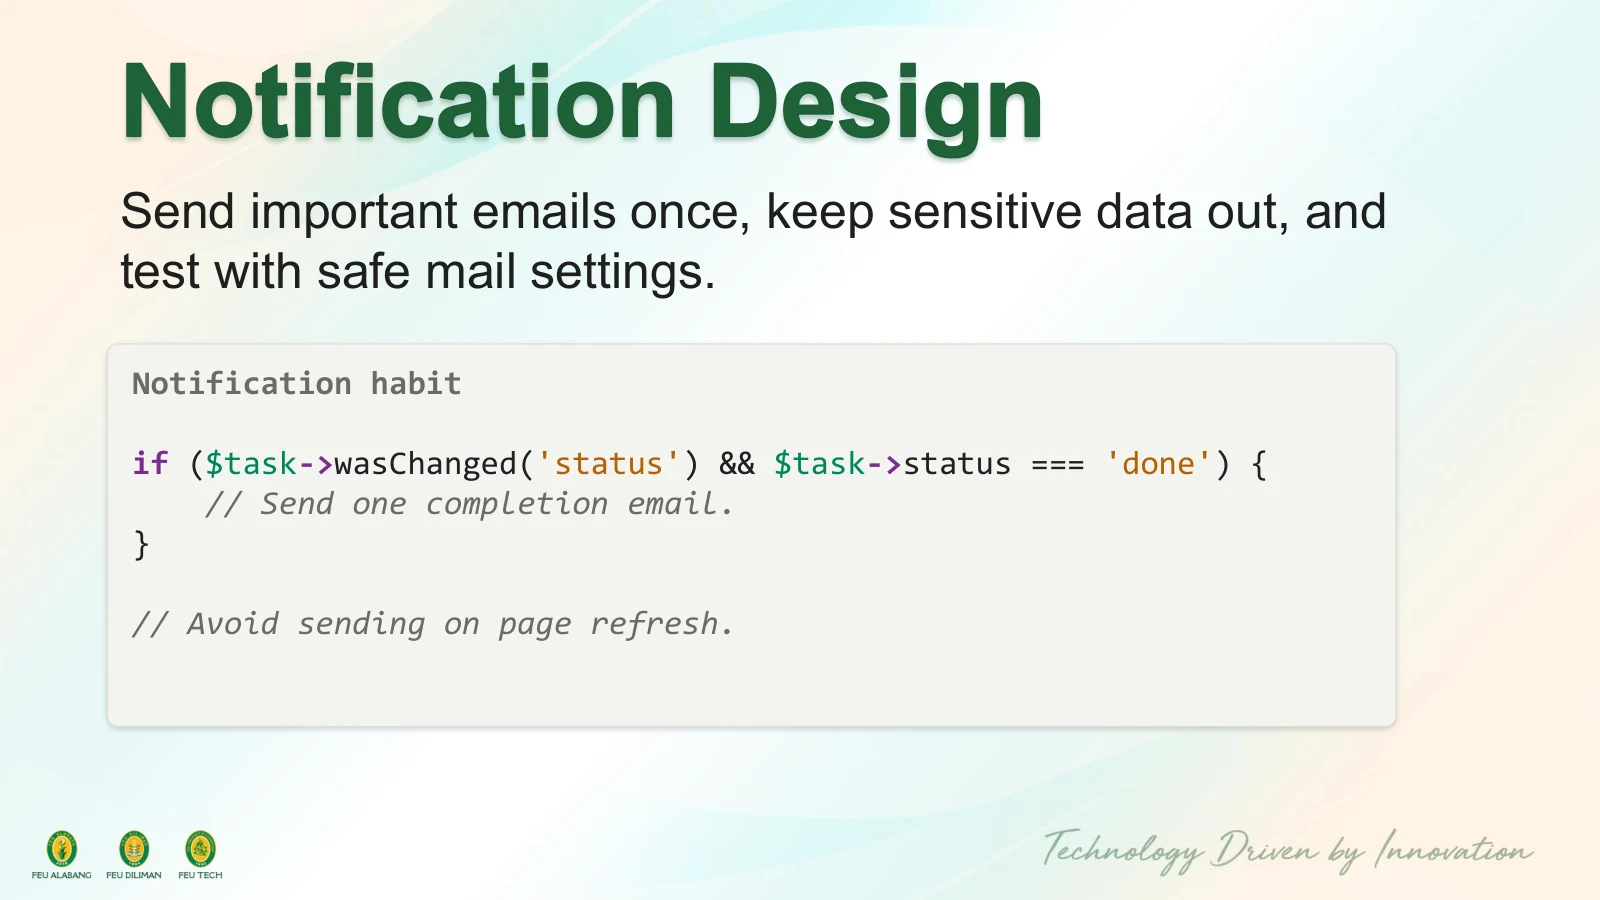 Notification Design
Send important emails once, keep sensitive data out, and
test with safe mail settings.
Notification habit
if ($task->wasChanged('status') && $task->status === 'done') {
    // Send one completion email.
}
// Avoid sending on page refresh.
FEU ALABANG
FEU DILIMAN
FEU TECH
Technology Driven by Innovation